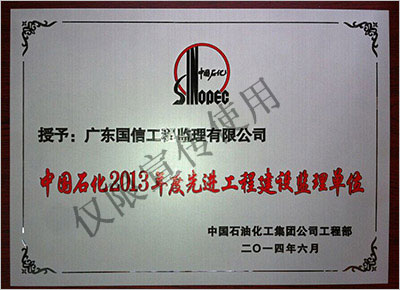 中国石化
SINOPEC
授予：广东国信工程监理有限公司
中国石化2013年度先进工程建设监理单位
中国石油化工集团公司工程部
二〇一四年六月
仅限宣传使用